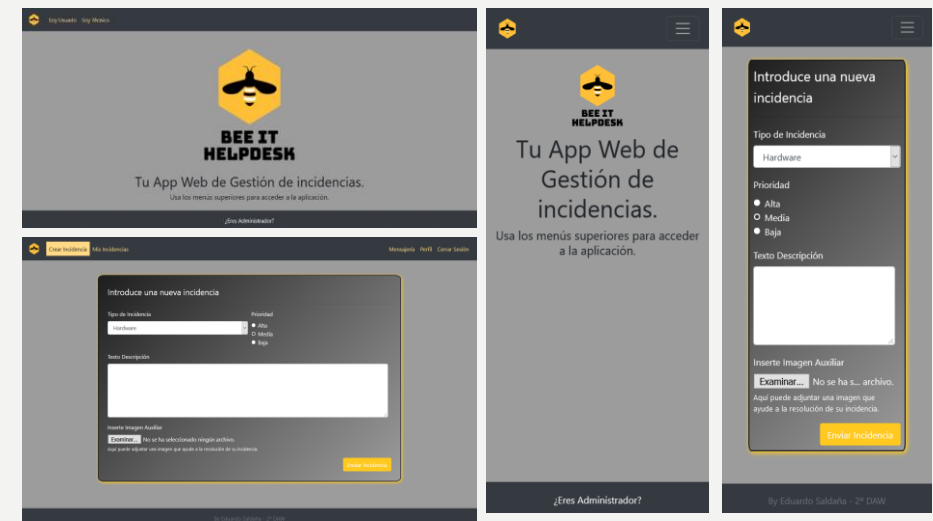 Soy Usuario Soy Técnico
BEE IT
HELPDESK
Tu App Web de Gestión de incidencias.
Usa los menús superiores para acceder a la aplicación.
¿Eres Administrador?
Crear Incidencia Mis Incidencias Mensajería Perfil Cerrar Sesión
Introduce una nueva incidencia
Tipo de Incidencia Prioridad
Hardware
Alta
Media
Baja
Texto Descripción
Inserte Imagen Auxiliar
Examinar... No se ha seleccionado ningún archivo.
Aquí puede adjuntar una imagen que ayude a la resolución de su incidencia.
Enviar Incidencia
By Eduardo Saldaña - 2º DAW
BEE IT
HELPDESK
Tu App Web de
Gestión de
incidencias.
Usa los menús superiores para acceder
a la aplicación.
¿Eres Administrador?
Introduce una nueva
incidencia
Tipo de Incidencia
Hardware
Prioridad
Alta
Media
Baja
Texto Descripción
Inserte Imagen Auxiliar
Examinar... No se ha s... archivo.
Aquí puede adjuntar una imagen que
ayude a la resolución de su incidencia.
Enviar Incidencia
By Eduardo Saldaña - 2º DAW